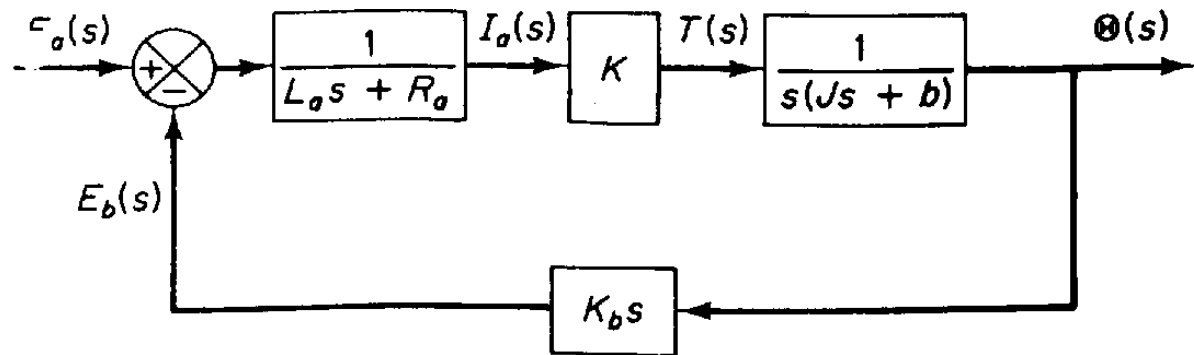 E_a(s)
+
−
1
L_a s + R_a
I_a(s)
K
T(s)
1
s(Js + b)
Θ(s)
E_b(s)
K_b s